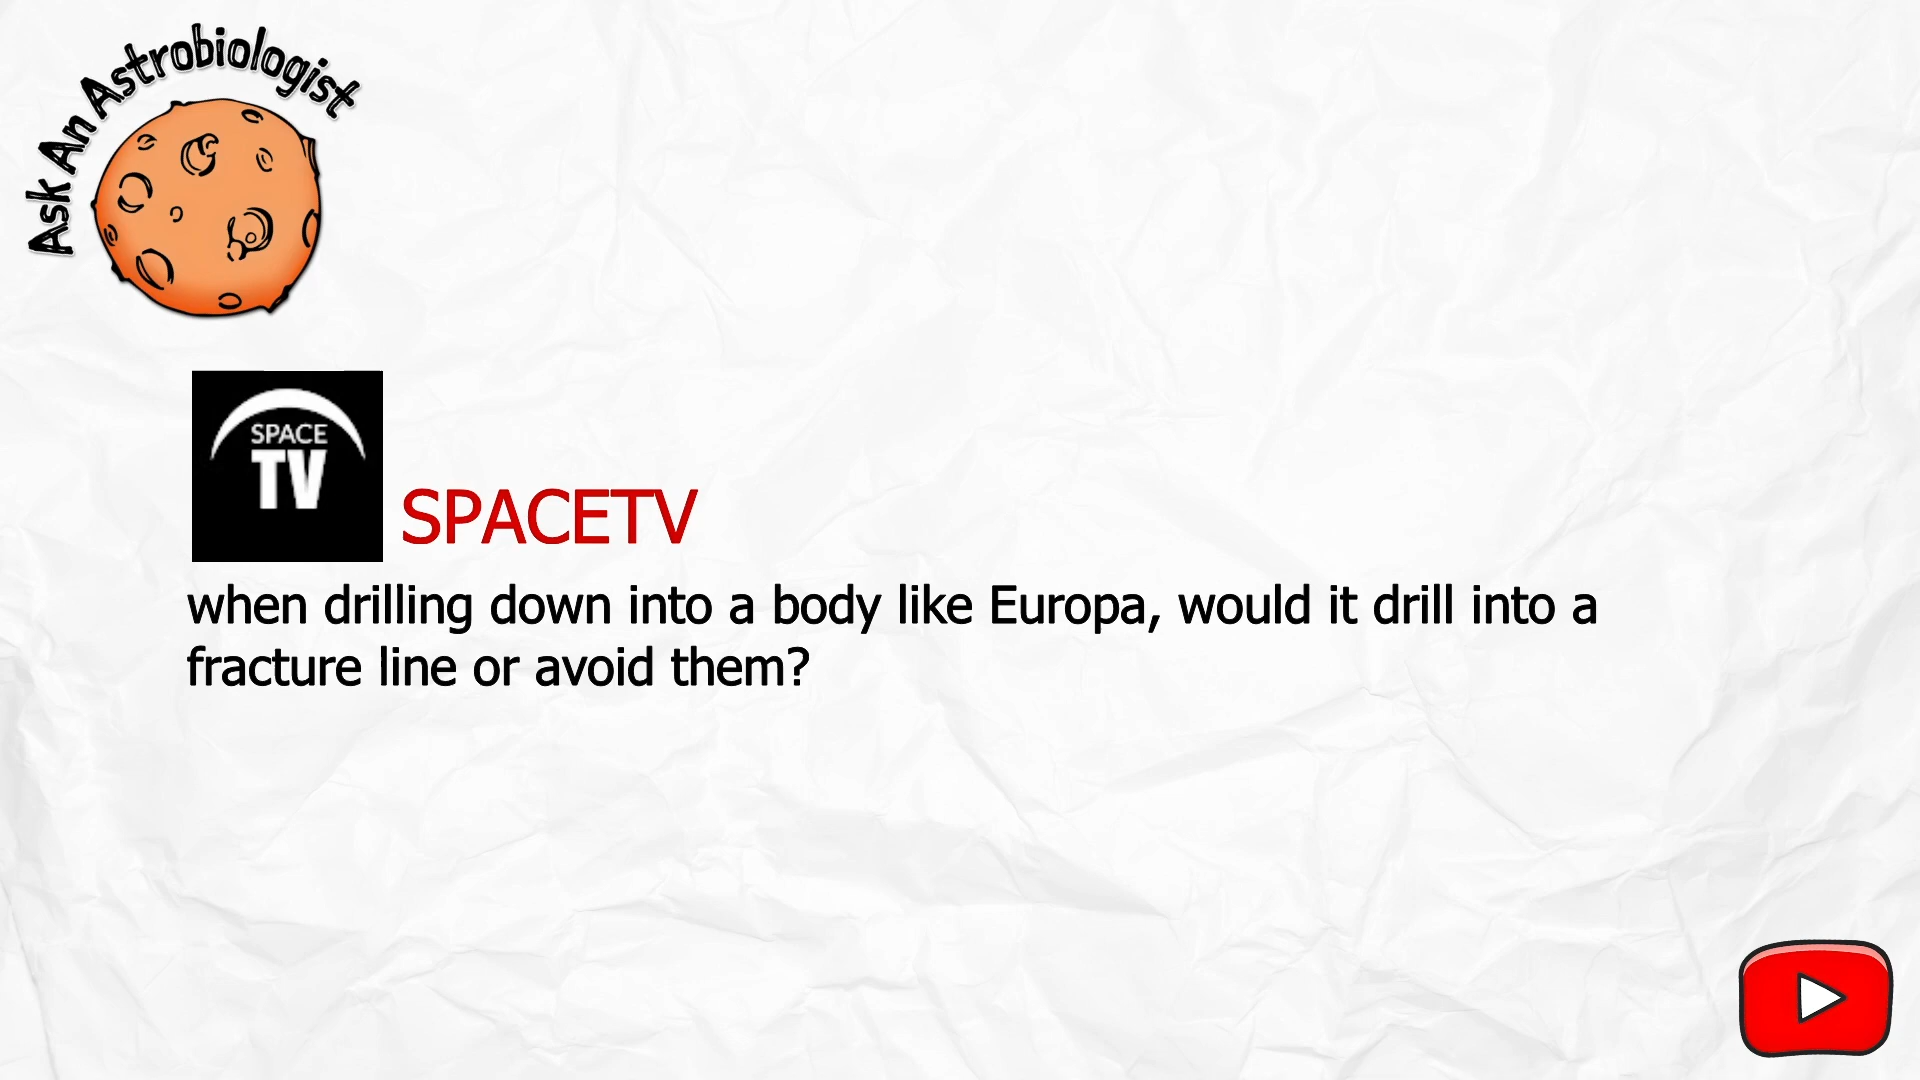 Ask An Astrobiologist
SPACE
TV
SPACETV
when drilling down into a body like Europa, would it drill into a
fracture line or avoid them?